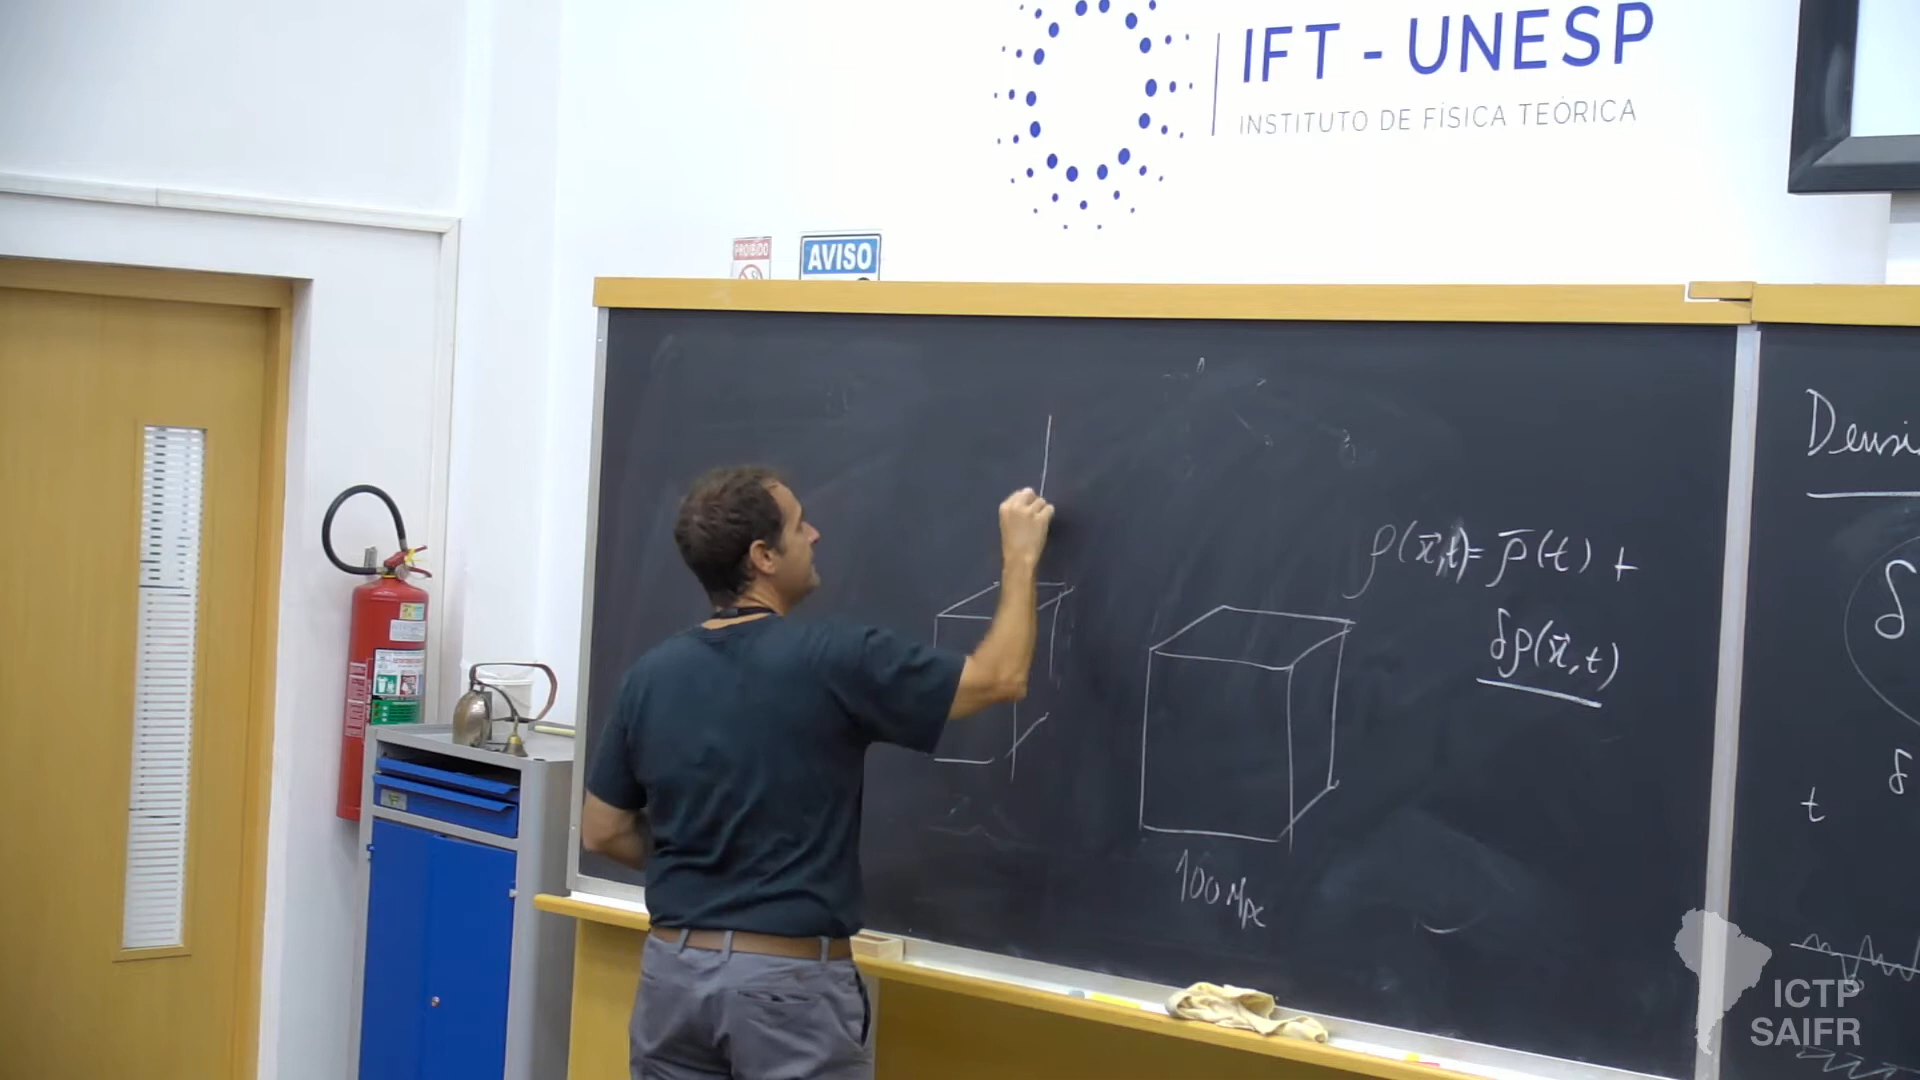 IFT - UNESP
INSTITUTO DE FÍSICA TEÓRICA
PROIBIDO
AVISO
ρ(x⃗,t) = ρ̄(t) +
δρ(x⃗,t)
100 Mpc
Densi
δ
δ
t
ICTP
SAIFR